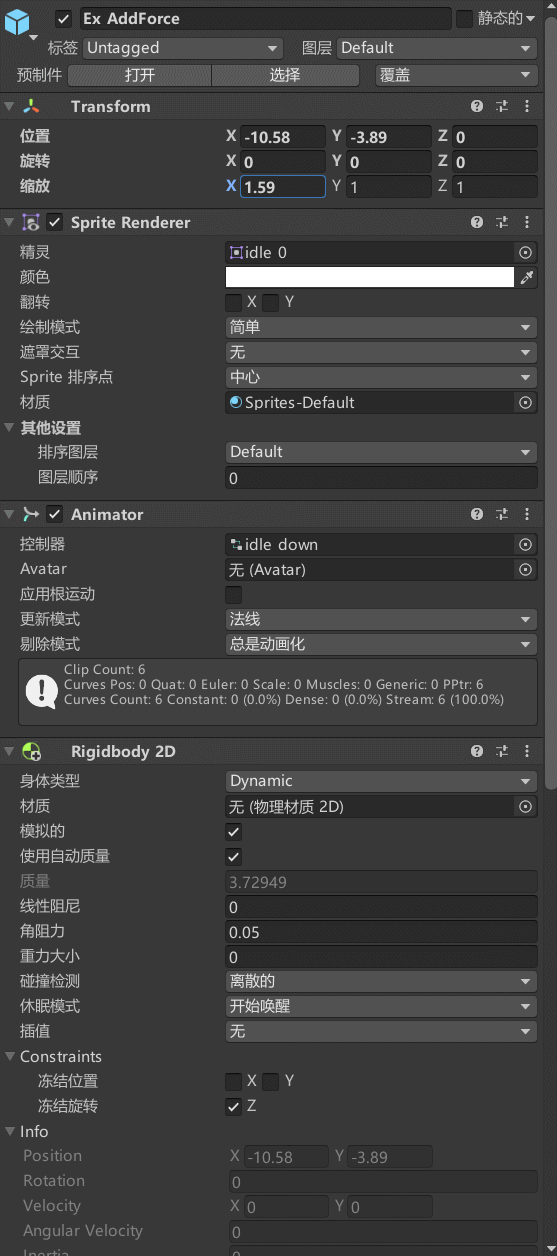 Ex AddForce 静态的
标签 Untagged 图层 Default
预制件 打开 选择 覆盖
Transform
位置 X -10.58 Y -3.89 Z 0
旋转 X 0 Y 0 Z 0
缩放 X 1.59 Y 1 Z 1
Sprite Renderer
精灵 idle_0
颜色
翻转 X Y
绘制模式 简单
遮罩交互 无
Sprite 排序点 中心
材质 Sprites-Default
其他设置
排序图层 Default
图层顺序 0
Animator
控制器 idle_down
Avatar 无 (Avatar)
应用根运动
更新模式 法线
剔除模式 总是动画化
Clip Count: 6
Curves Pos: 0 Quat: 0 Euler: 0 Scale: 0 Muscles: 0 Generic: 0 PPtr: 6
Curves Count: 6 Constant: 0 (0.0%) Dense: 0 (0.0%) Stream: 6 (100.0%)
Rigidbody 2D
身体类型 Dynamic
材质 无 (物理材质 2D)
模拟的
使用自动质量
质量 3.72949
线性阻尼 0
角阻力 0.05
重力大小 0
碰撞检测 离散的
休眠模式 开始唤醒
插值 无
Constraints
冻结位置 X Y
冻结旋转 Z
Info
Position X -10.58 Y -3.89
Rotation 0
Velocity X 0 Y 0
Angular Velocity 0
Inertia 0